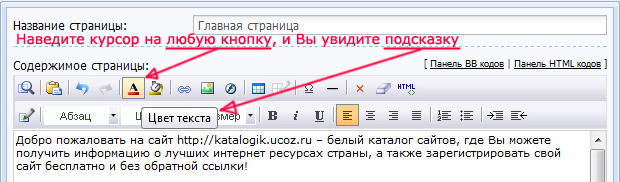 Название страницы: Главная страница
Наведите курсор на любую кнопку, и Вы увидите подсказку
Содержимое страницы: [ Панель BB кодов | Панель HTML кодов ]
A Ω HTML
Абзац Цвет текста B I U
Добро пожаловать на сайт http://katalogik.ucoz.ru – белый каталог сайтов, где Вы можете
получить информацию о лучших интернет ресурсах страны, а также зарегистрировать свой
сайт бесплатно и без обратной ссылки!